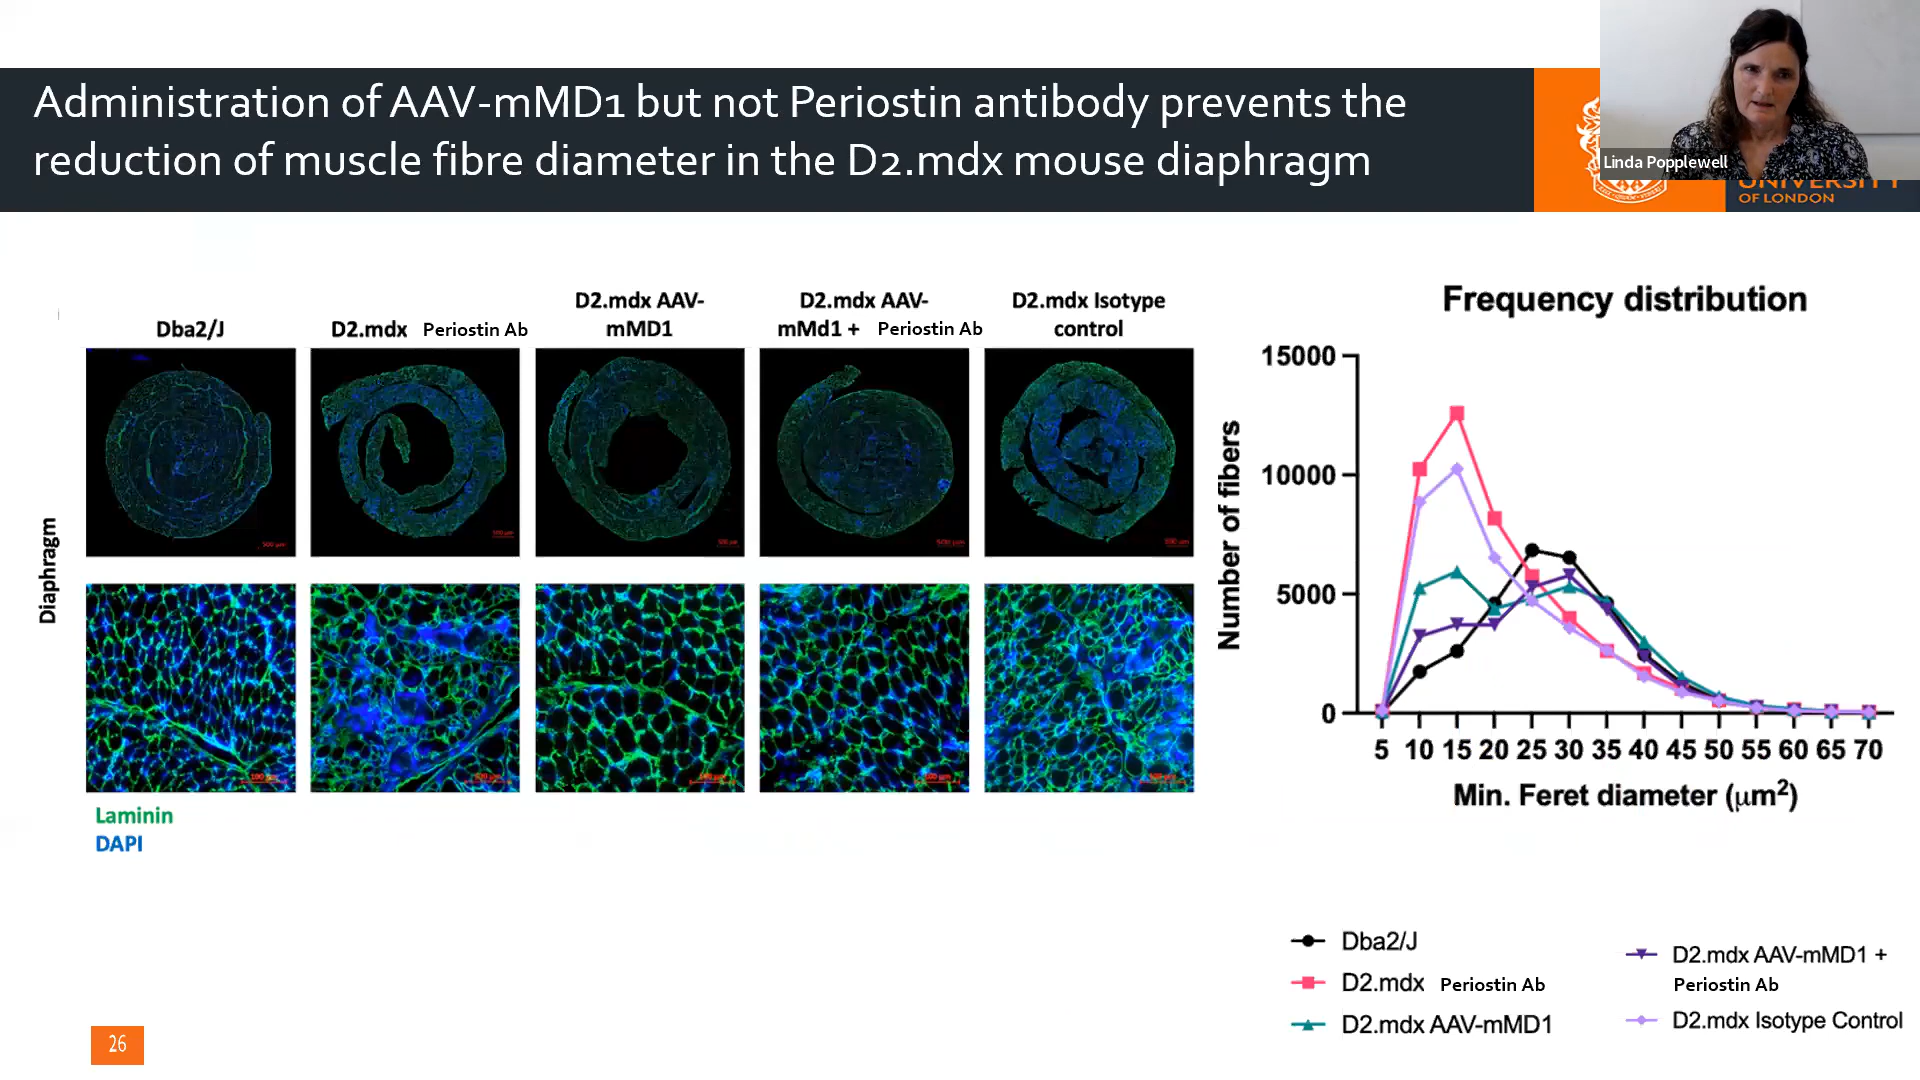 Administration of AAV-mMD1 but not Periostin antibody prevents the
reduction of muscle fibre diameter in the D2.mdx mouse diaphragm
Linda Popplewell
UNIVERSITY
OF LONDON
Dba2/J
D2.mdx Periostin Ab
D2.mdx AAV-
mMD1
D2.mdx AAV-
mMd1 + Periostin Ab
D2.mdx Isotype
control
Diaphragm
500 µm
100 µm
Laminin
DAPI
Frequency distribution
Number of fibers
15000
10000
5000
0
5 10 15 20 25 30 35 40 45 50 55 60 65 70
Min. Feret diameter (µm²)
Dba2/J
D2.mdx Periostin Ab
D2.mdx AAV-mMD1
D2.mdx AAV-mMD1 +
Periostin Ab
D2.mdx Isotype Control
26